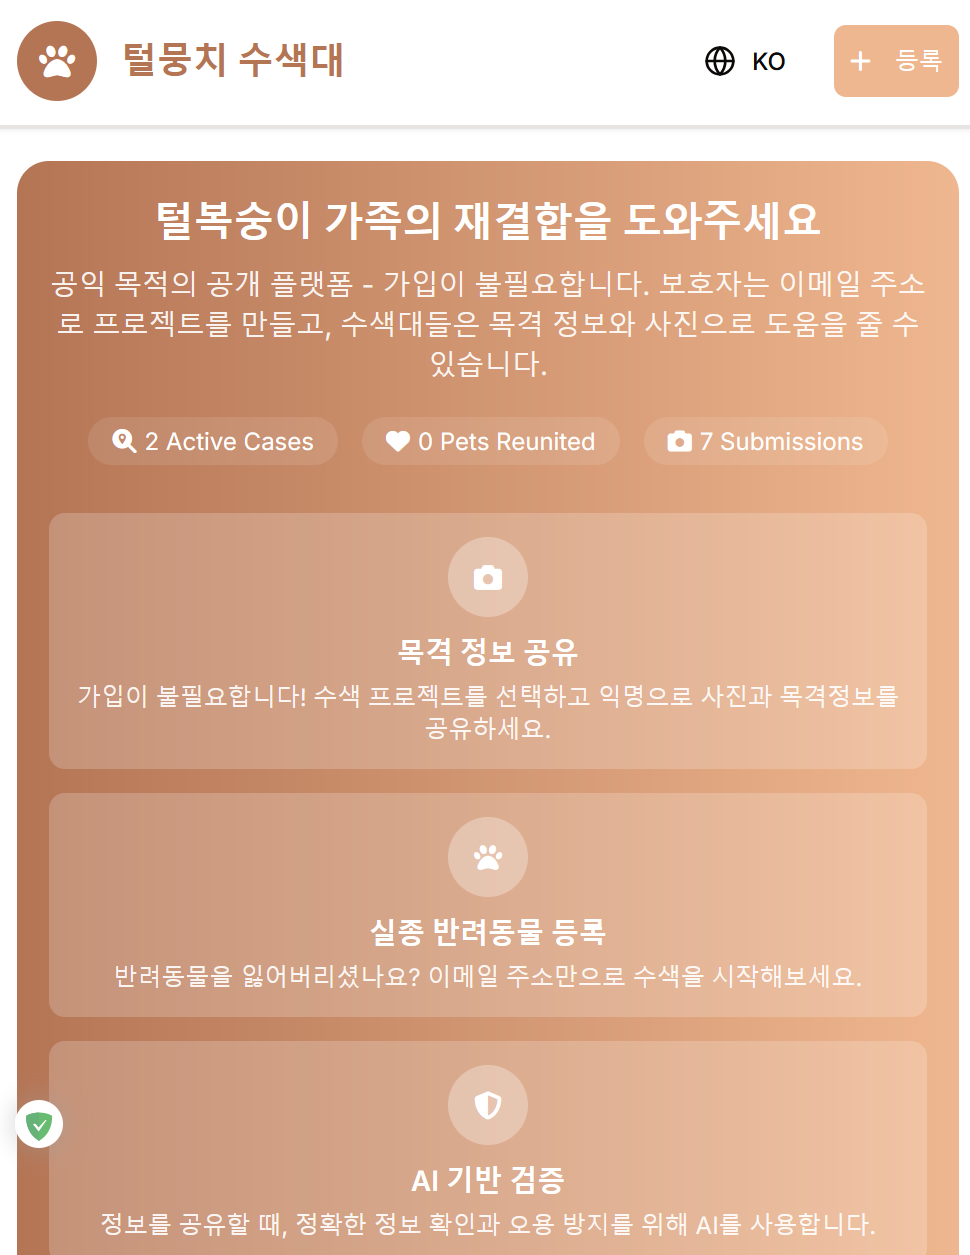 털뭉치 수색대
KO
등록
털복숭이 가족의 재결합을 도와주세요
공익 목적의 공개 플랫폼 - 가입이 불필요합니다. 보호자는 이메일 주소
로 프로젝트를 만들고, 수색대들은 목격 정보와 사진으로 도움을 줄 수
있습니다.
2 Active Cases
0 Pets Reunited
7 Submissions
목격 정보 공유
가입이 불필요합니다! 수색 프로젝트를 선택하고 익명으로 사진과 목격정보를
공유하세요.
실종 반려동물 등록
반려동물을 잃어버리셨나요? 이메일 주소만으로 수색을 시작해보세요.
AI 기반 검증
정보를 공유할 때, 정확한 정보 확인과 오용 방지를 위해 AI를 사용합니다.